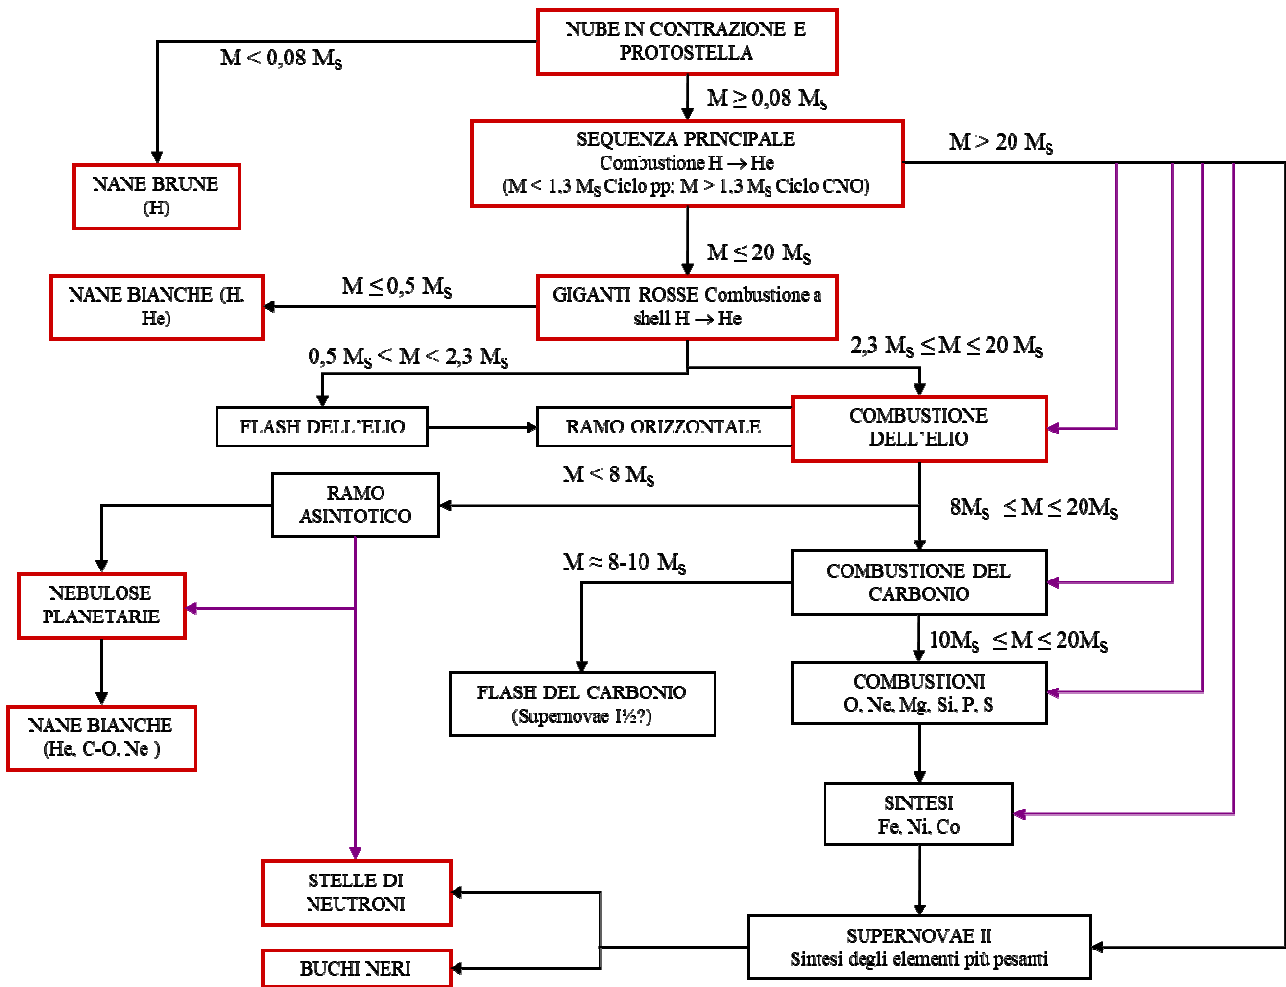 NUBE IN CONTRAZIONE E
PROTOSTELLA
M < 0,08 MS
M ≥ 0,08 MS
SEQUENZA PRINCIPALE
Combustione H → He
(M < 1,3 MS Ciclo pp; M > 1,3 MS Ciclo CNO)
M > 20 MS
NANE BRUNE
(H)
M ≤ 20 MS
NANE BIANCHE (H,
He)
M ≤ 0,5 MS
GIGANTI ROSSE Combustione a
shell H → He
0,5 MS < M < 2,3 MS
2,3 MS ≤ M ≤ 20 MS
FLASH DELL'ELIO
RAMO ORIZZONTALE
COMBUSTIONE
DELL'ELIO
M < 8 MS
RAMO
ASINTOTICO
8MS ≤ M ≤ 20MS
M ≈ 8-10 MS
COMBUSTIONE DEL
CARBONIO
NEBULOSE
PLANETARIE
10MS ≤ M ≤ 20MS
FLASH DEL CARBONIO
(Supernovae I½?)
COMBUSTIONI
O, Ne, Mg, Si, P, S
NANE BIANCHE
(He, C-O, Ne )
SINTESI
Fe, Ni, Co
STELLE DI
NEUTRONI
SUPERNOVAE II
Sintesi degli elementi più pesanti
BUCHI NERI